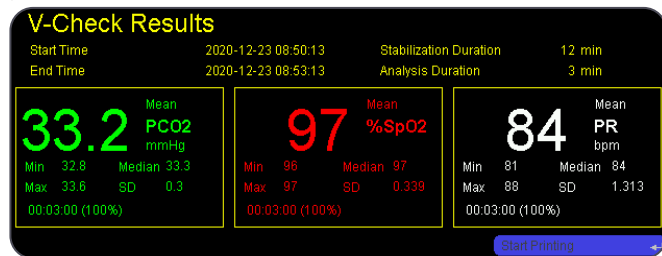 V-Check Results
Start Time 2020-12-23 08:50:13 Stabilization Duration 12 min
End Time 2020-12-23 08:53:13 Analysis Duration 3 min
33.2 Mean PCO2 mmHg
Min 32.8 Median 33.3
Max 33.6 SD 0.3
00:03:00 (100%)
97 Mean %SpO2
Min 96 Median 97
Max 97 SD 0.339
00:03:00 (100%)
84 Mean PR bpm
Min 81 Median 84
Max 88 SD 1.313
00:03:00 (100%)
Start Printing